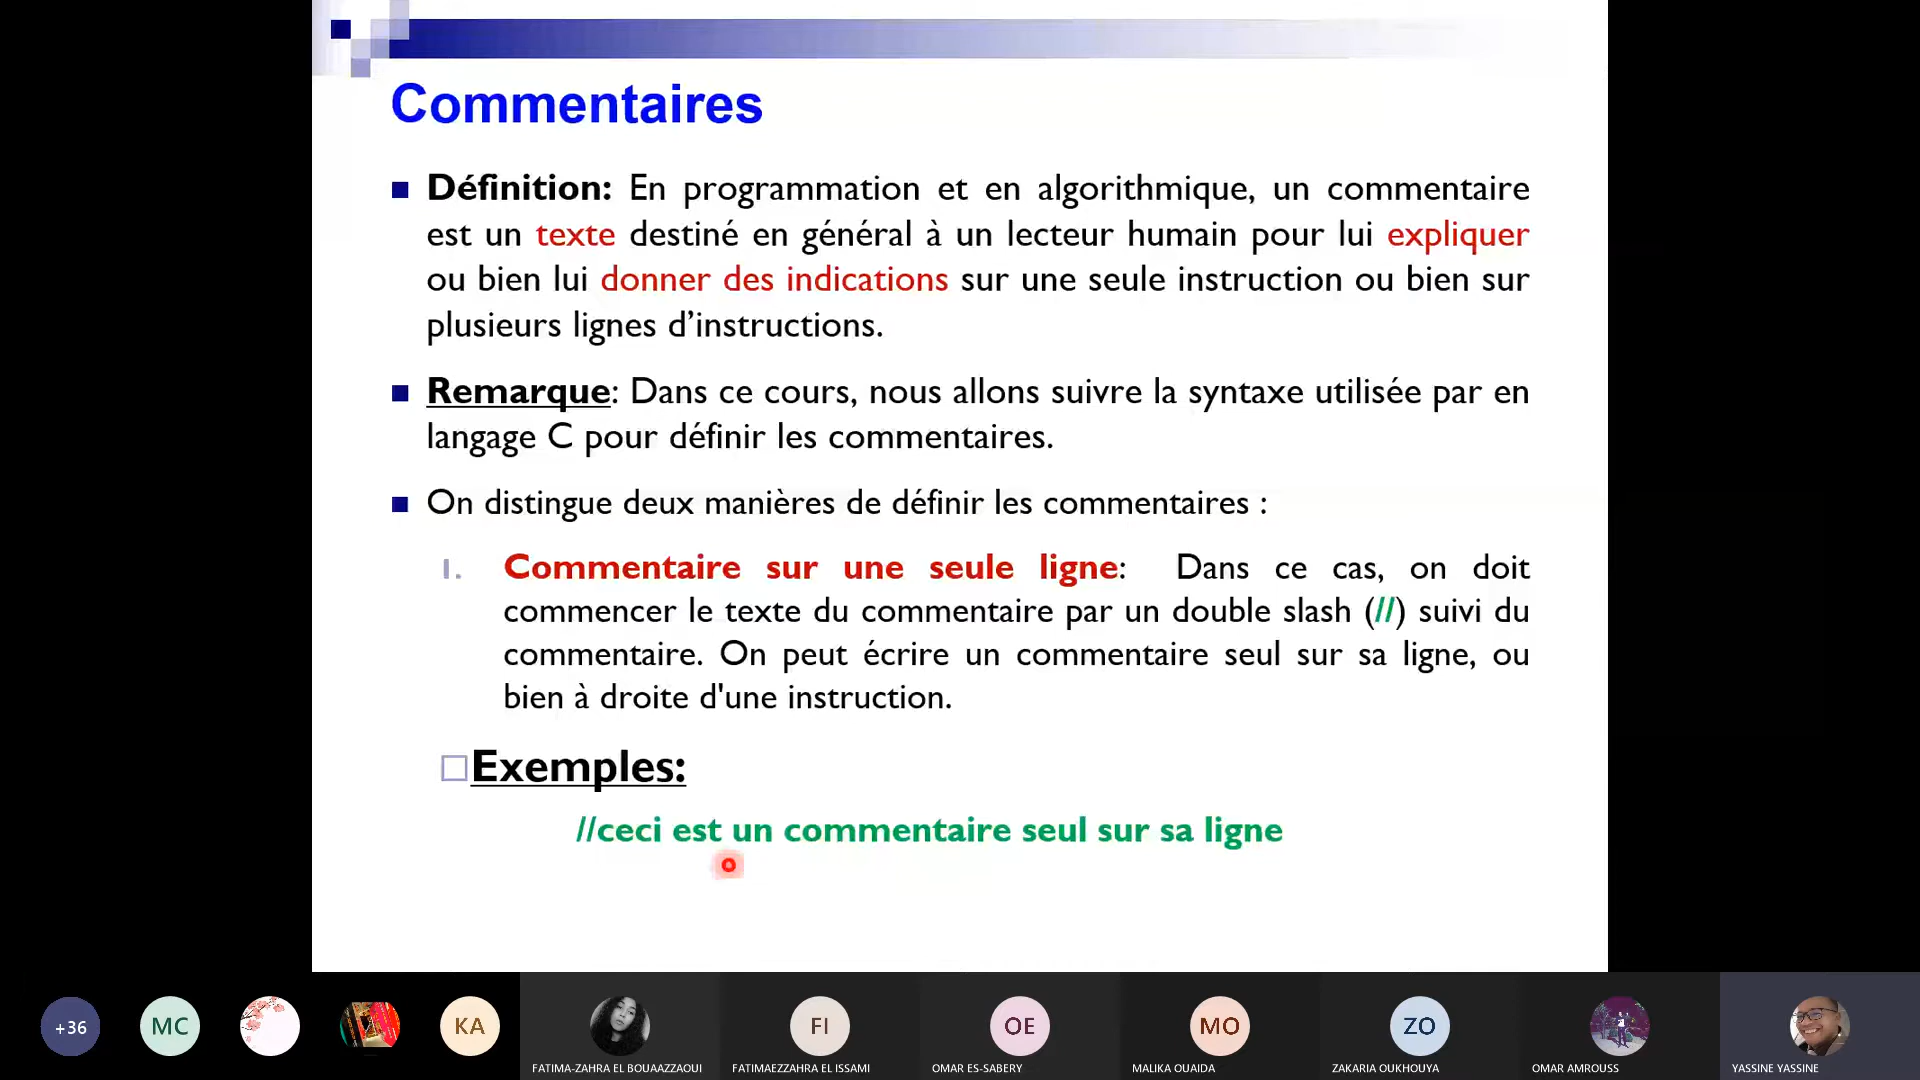 Commentaires
Définition: En programmation et en algorithmique, un commentaire
est un texte destiné en général à un lecteur humain pour lui expliquer
ou bien lui donner des indications sur une seule instruction ou bien sur
plusieurs lignes d’instructions.
Remarque: Dans ce cours, nous allons suivre la syntaxe utilisée par en
langage C pour définir les commentaires.
On distingue deux manières de définir les commentaires :
1. Commentaire sur une seule ligne: Dans ce cas, on doit
commencer le texte du commentaire par un double slash (//) suivi du
commentaire. On peut écrire un commentaire seul sur sa ligne, ou
bien à droite d'une instruction.
Exemples:
//ceci est un commentaire seul sur sa ligne
+36 MC KA FI OE MO ZO
FATIMA-ZAHRA EL BOUAAZZAOUI FATIMAEZZAHRA EL ISSAMI OMAR ES-SABERY MALIKA OUAIDA ZAKARIA OUKHOUYA OMAR AMROUSS YASSINE YASSINE